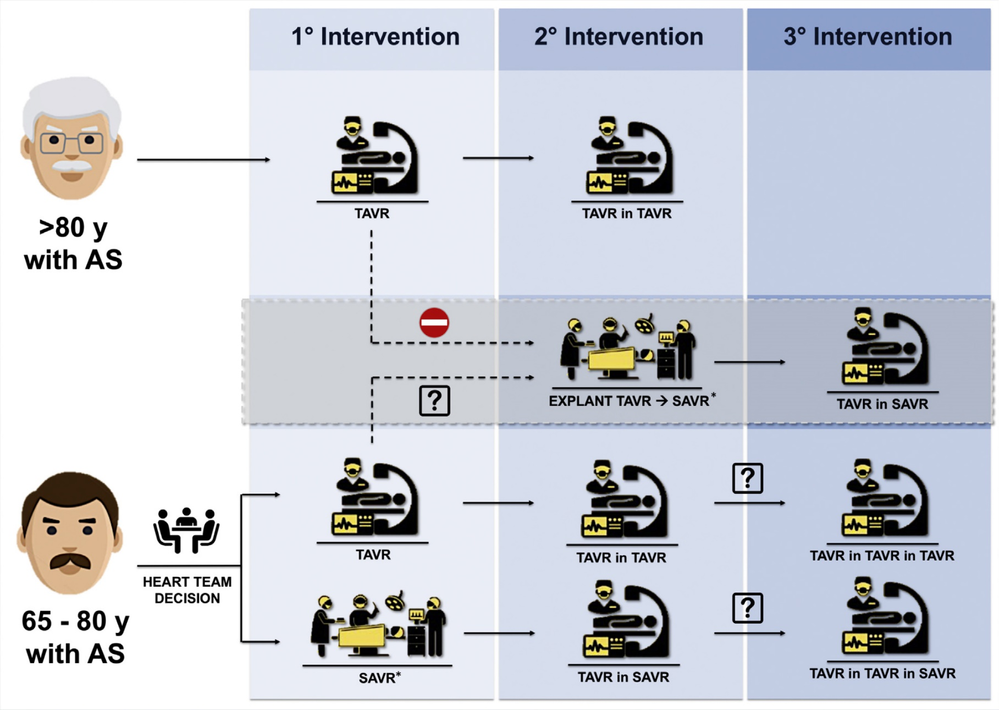 1° Intervention
2° Intervention
3° Intervention
>80 y
with AS
TAVR
TAVR in TAVR
EXPLANT TAVR → SAVR*
TAVR in SAVR
?
?
?
65 - 80 y
with AS
HEART TEAM
DECISION
TAVR
TAVR in TAVR
TAVR in TAVR in TAVR
SAVR*
TAVR in SAVR
TAVR in TAVR in SAVR